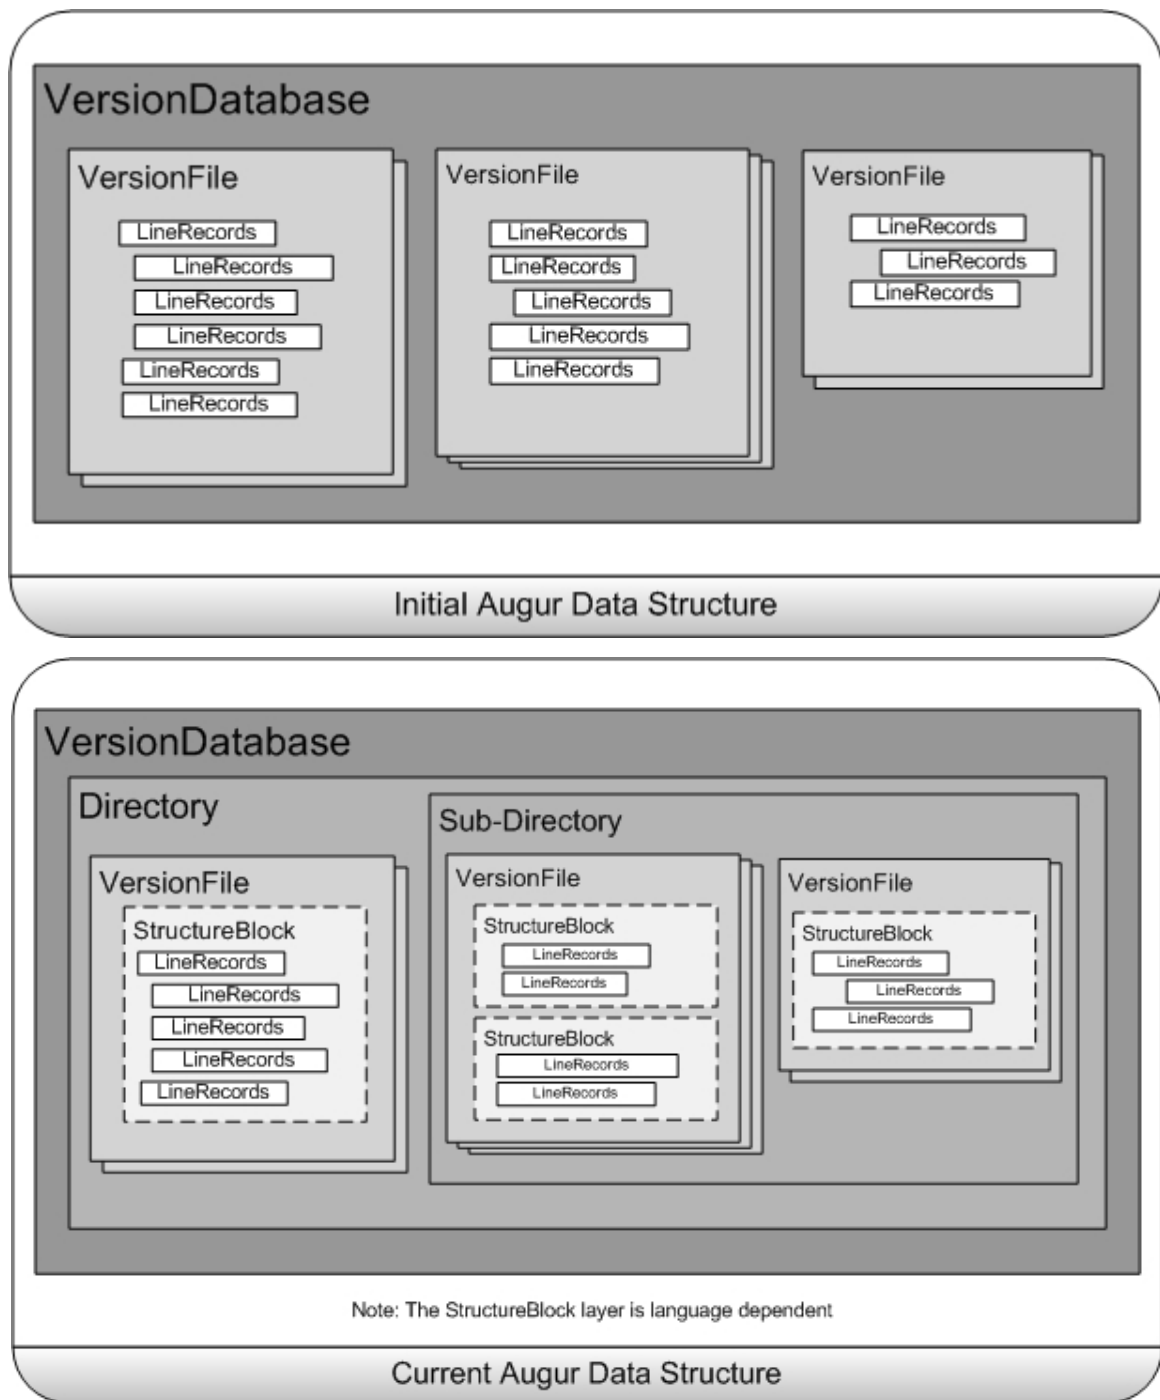 VersionDatabase
VersionFile
LineRecords
LineRecords
LineRecords
LineRecords
LineRecords
LineRecords
VersionFile
LineRecords
LineRecords
LineRecords
LineRecords
LineRecords
VersionFile
LineRecords
LineRecords
LineRecords
Initial Augur Data Structure
VersionDatabase
Directory
VersionFile
StructureBlock
LineRecords
LineRecords
LineRecords
LineRecords
LineRecords
Sub-Directory
VersionFile
StructureBlock
LineRecords
LineRecords
StructureBlock
LineRecords
LineRecords
VersionFile
StructureBlock
LineRecords
LineRecords
LineRecords
Note: The StructureBlock layer is language dependent
Current Augur Data Structure